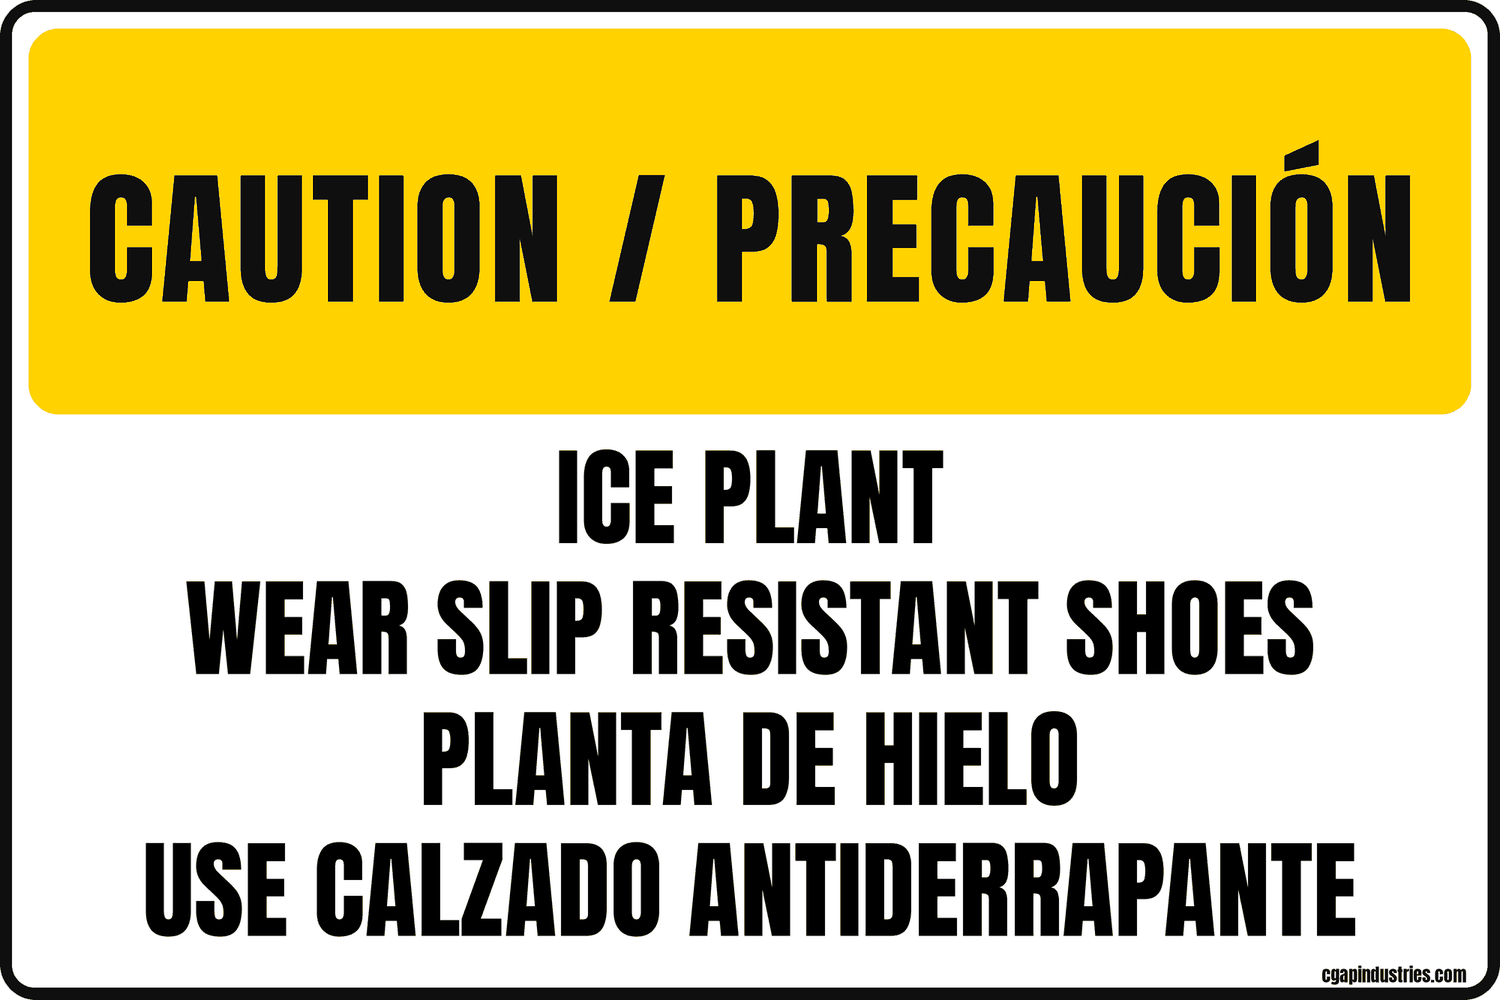 CAUTION / PRECAUCIÓN
ICE PLANT
WEAR SLIP RESISTANT SHOES
PLANTA DE HIELO
USE CALZADO ANTIDERRAPANTE
cgapindustries.com